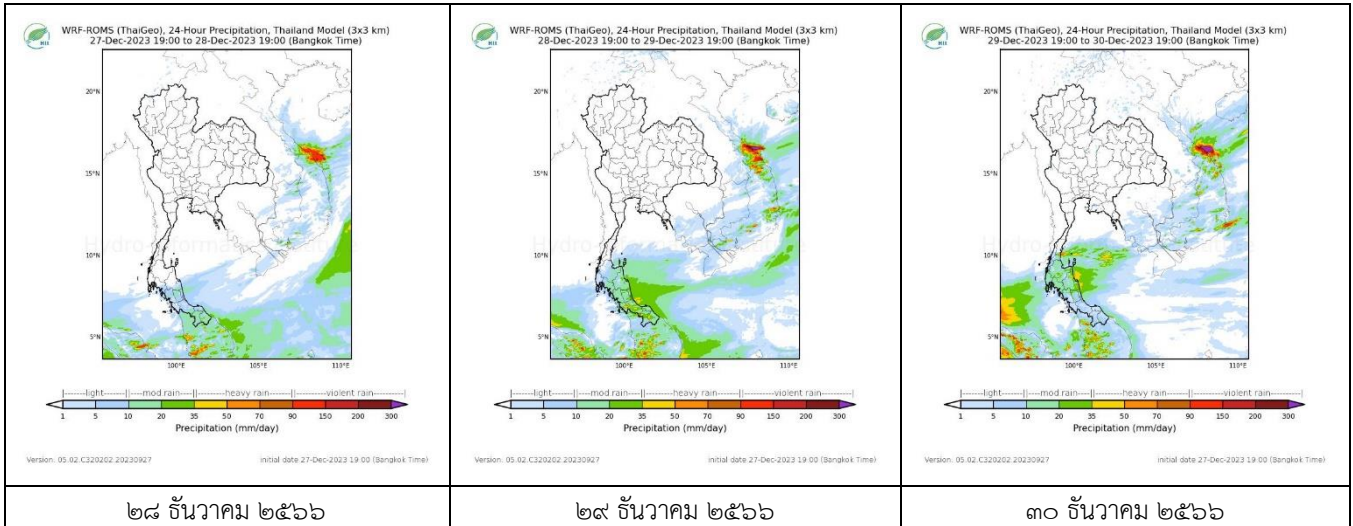 WRF-ROMS (ThaiGeo), 24-Hour Precipitation, Thailand Model (3x3 km)
27-Dec-2023 19:00 to 28-Dec-2023 19:00 (Bangkok Time)
HII
20°N
15°N
10°N
5°N
100°E 105°E 110°E
|------light------|------mod rain------|------heavy rain------|------violent rain------|
1 5 10 20 35 50 70 90 150 200 300
Precipitation (mm/day)
Version: 05.02.C320202.20230927 initial date 27-Dec-2023 19:00 (Bangkok Time)
๒๘ ธันวาคม ๒๕๖๖
WRF-ROMS (ThaiGeo), 24-Hour Precipitation, Thailand Model (3x3 km)
28-Dec-2023 19:00 to 29-Dec-2023 19:00 (Bangkok Time)
HII
20°N
15°N
10°N
5°N
100°E 105°E 110°E
|------light------|------mod rain------|------heavy rain------|------violent rain------|
1 5 10 20 35 50 70 90 150 200 300
Precipitation (mm/day)
Version: 05.02.C320202.20230927 initial date 27-Dec-2023 19:00 (Bangkok Time)
๒๙ ธันวาคม ๒๕๖๖
WRF-ROMS (ThaiGeo), 24-Hour Precipitation, Thailand Model (3x3 km)
29-Dec-2023 19:00 to 30-Dec-2023 19:00 (Bangkok Time)
HII
20°N
15°N
10°N
5°N
100°E 105°E 110°E
|------light------|------mod rain------|------heavy rain------|------violent rain------|
1 5 10 20 35 50 70 90 150 200 300
Precipitation (mm/day)
Version: 05.02.C320202.20230927 initial date 27-Dec-2023 19:00 (Bangkok Time)
๓๐ ธันวาคม ๒๕๖๖